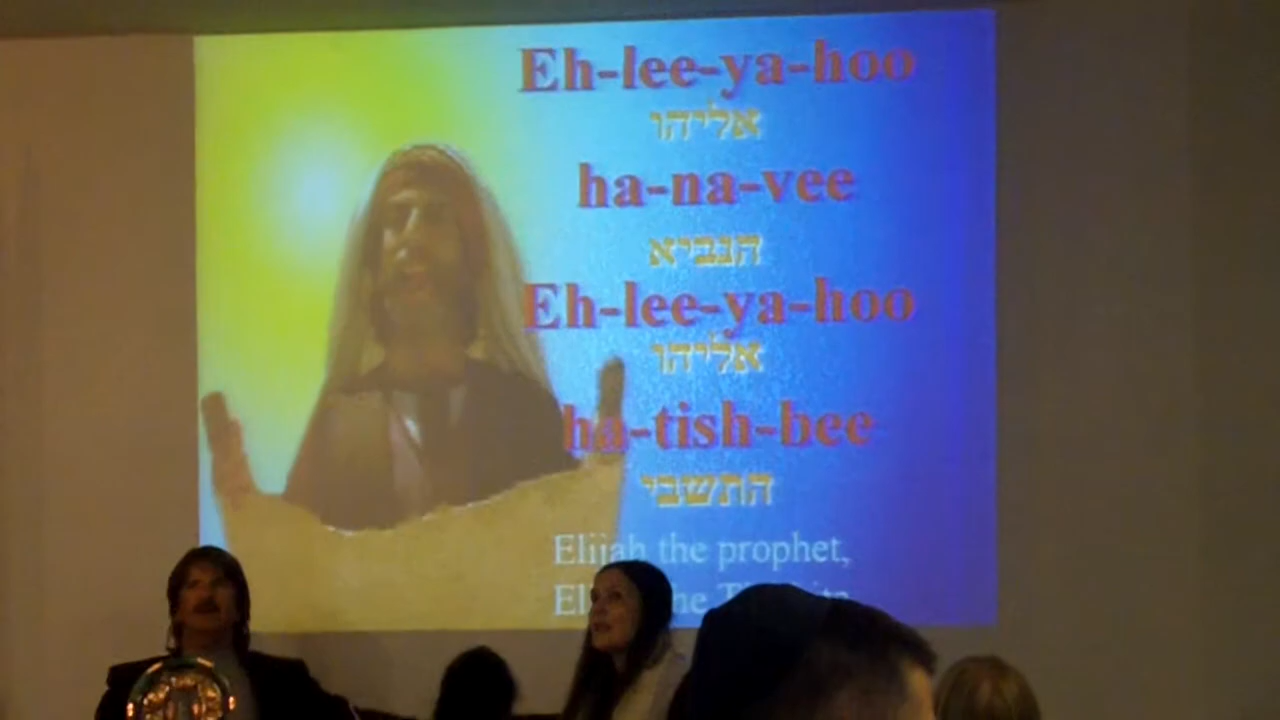 Eh-lee-ya-hoo
אליהו
ha-na-vee
הנביא
Eh-lee-ya-hoo
אליהו
ha-tish-bee
התשבי
Elijah the prophet,